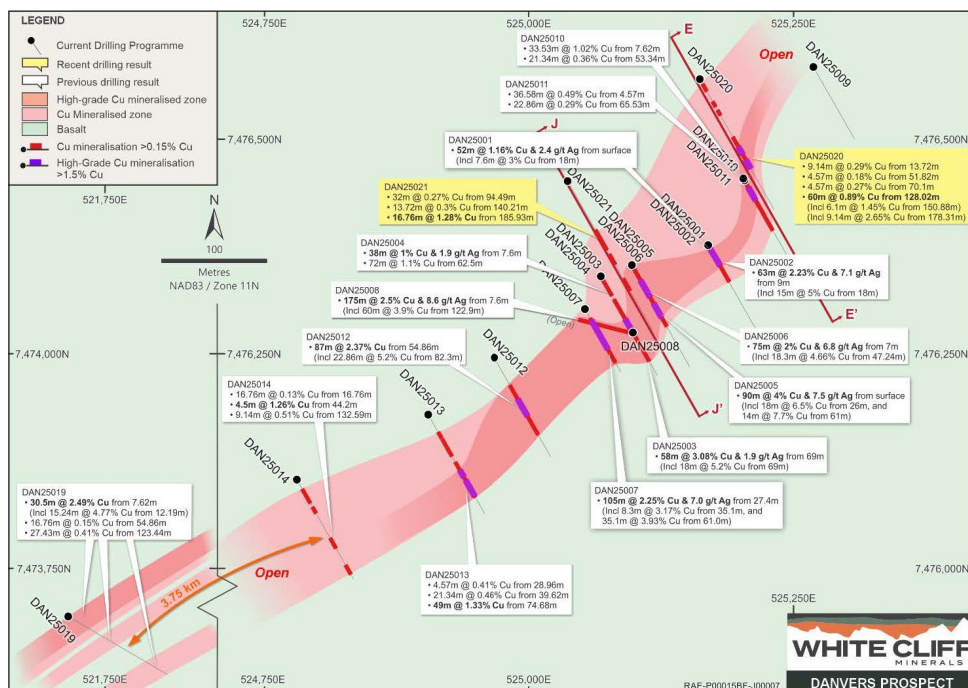 LEGEND
Current Drilling Programme
Recent drilling result
Previous drilling result
High-grade Cu mineralised zone
Cu Mineralised zone
Basalt
Cu mineralisation >0.15% Cu
High-Grade Cu mineralisation
>1.5% Cu
524,750E
525,000E
525,250E
7,476,500N
521,750E
N
100
Metres
NAD83 / Zone 11N
7,474,000N
7,473,750N
DAN25010
• 33.53m @ 1.02% Cu from 7.62m
• 21.34m @ 0.36% Cu from 53.34m
DAN25011
• 36.58m @ 0.49% Cu from 4.57m
• 22.86m @ 0.29% Cu from 65.53m
DAN25001
• 52m @ 1.16% Cu & 2.4 g/t Ag from surface
(Incl 7.6m @ 3% Cu from 18m)
DAN25021
• 32m @ 0.27% Cu from 94.49m
• 13.72m @ 0.3% Cu from 140.21m
• 16.76m @ 1.28% Cu from 185.93m
DAN25004
• 38m @ 1% Cu & 1.9 g/t Ag from 7.6m
• 72m @ 1.1% Cu from 62.5m
DAN25008
• 175m @ 2.5% Cu & 8.6 g/t Ag from 7.6m
(Incl 60m @ 3.9% Cu from 122.9m)
DAN25012
• 87m @ 2.37% Cu from 54.86m
(Incl 22.86m @ 5.2% Cu from 82.3m)
DAN25014
• 16.76m @ 0.13% Cu from 16.76m
• 4.5m @ 1.26% Cu from 44.2m
• 9.14m @ 0.51% Cu from 132.59m
DAN25019
• 30.5m @ 2.49% Cu from 7.62m
(Incl 15.24m @ 4.77% Cu from 12.19m)
• 16.76m @ 0.15% Cu from 54.86m
• 27.43m @ 0.41% Cu from 123.44m
DAN25013
• 4.57m @ 0.41% Cu from 28.96m
• 21.34m @ 0.46% Cu from 39.62m
• 49m @ 1.33% Cu from 74.68m
DAN25007
• 105m @ 2.25% Cu & 7.0 g/t Ag from 27.4m
(Incl 8.3m @ 3.17% Cu from 35.1m, and
35.1m @ 3.93% Cu from 61.0m)
DAN25003
• 58m @ 3.08% Cu & 1.9 g/t Ag from 69m
(Incl 18m @ 5.2% Cu from 69m)
DAN25005
• 90m @ 4% Cu & 7.5 g/t Ag from surface
(Incl 18m @ 6.5% Cu from 26m, and
14m @ 7.7% Cu from 61m)
DAN25006
• 75m @ 2% Cu & 6.8 g/t Ag from 7m
(Incl 18.3m @ 4.66% Cu from 47.24m)
DAN25002
• 63m @ 2.23% Cu & 7.1 g/t Ag
from 9m
(Incl 15m @ 5% Cu from 18m)
DAN25020
• 9.14m @ 0.29% Cu from 13.72m
• 4.57m @ 0.18% Cu from 51.82m
• 4.57m @ 0.27% Cu from 70.1m
• 60m @ 0.89% Cu from 128.02m
(Incl 6.1m @ 1.45% Cu from 150.88m)
(Incl 9.14m @ 2.65% Cu from 178.31m)
E
Open
DAN25009
DAN25020
DAN25010
DAN25011
J
DAN25021
DAN25001
DAN25002
DAN25005
DAN25006
DAN25003
DAN25004
DAN25007
(Open)
DAN25008
DAN25012
DAN25013
DAN25014
DAN25019
E'
J'
Open
3.75 km
7,476,500N
7,476,250N
7,476,000N
521,750E
524,750E
525,000E
525,250E
RAE-P00015BF-J00007
WHITE CLIFF
MINERALS
DANVERS PROSPECT